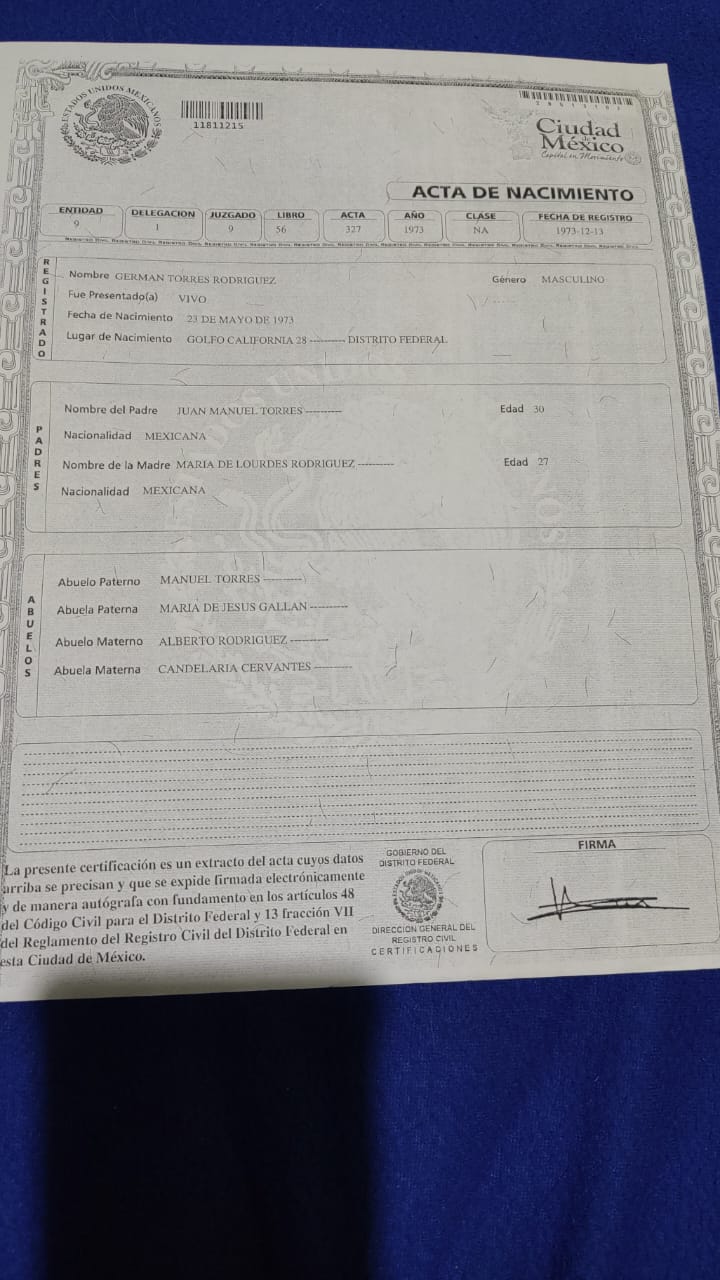 ESTADOS UNIDOS MEXICANOS
11811215
Ciudad
de
México
Capital en Movimiento
ACTA DE NACIMIENTO
ENTIDAD DELEGACION JUZGADO LIBRO ACTA AÑO CLASE FECHA DE REGISTRO
9 1 9 56 327 1973 NA 1973-12-13
REGISTRADO
Nombre GERMAN TORRES RODRIGUEZ Género MASCULINO
Fue Presentado(a) VIVO
Fecha de Nacimiento 23 DE MAYO DE 1973
Lugar de Nacimiento GOLFO CALIFORNIA 28 ---------- DISTRITO FEDERAL
PADRES
Nombre del Padre JUAN MANUEL TORRES ---------- Edad 30
Nacionalidad MEXICANA
Nombre de la Madre MARIA DE LOURDES RODRIGUEZ ---------- Edad 27
Nacionalidad MEXICANA
ABUELOS
Abuelo Paterno MANUEL TORRES ----------
Abuela Paterna MARIA DE JESUS GALLAN ----------
Abuelo Materno ALBERTO RODRIGUEZ ----------
Abuela Materna CANDELARIA CERVANTES ----------
La presente certificación es un extracto del acta cuyos datos
arriba se precisan y que se expide firmada electrónicamente
y de manera autógrafa con fundamento en los artículos 48
del Código Civil para el Distrito Federal y 13 fracción VII
del Reglamento del Registro Civil del Distrito Federal en
esta Ciudad de México.
GOBIERNO DEL
DISTRITO FEDERAL
DIRECCION GENERAL DEL
REGISTRO CIVIL
CERTIFICACIONES
FIRMA